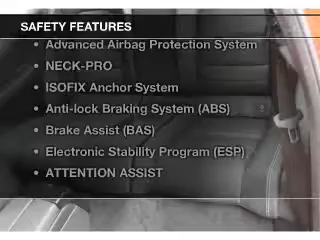 SAFETY FEATURES
• Advanced Airbag Protection System
• NECK-PRO
• ISOFIX Anchor System
• Anti-lock Braking System (ABS)
• Brake Assist (BAS)
• Electronic Stability Program (ESP)
• ATTENTION ASSIST